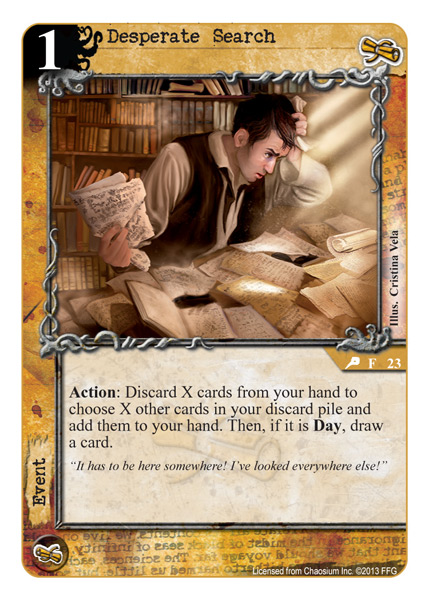 1
Desperate Search
Illus. Cristina Vela
F 23
Action: Discard X cards from your hand to
choose X other cards in your discard pile and
add them to your hand. Then, if it is Day, draw
a card.
“It has to be here somewhere! I’ve looked everywhere else!”
Event
Licensed from Chaosium Inc. ©2013 FFG